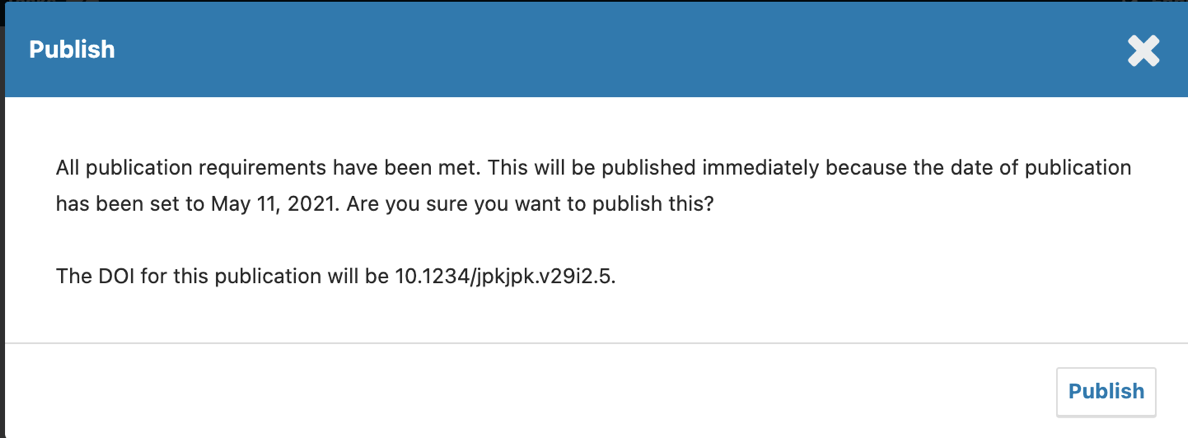 Publish
All publication requirements have been met. This will be published immediately because the date of publication
has been set to May 11, 2021. Are you sure you want to publish this?
The DOI for this publication will be 10.1234/jpkjpk.v29i2.5.
Publish